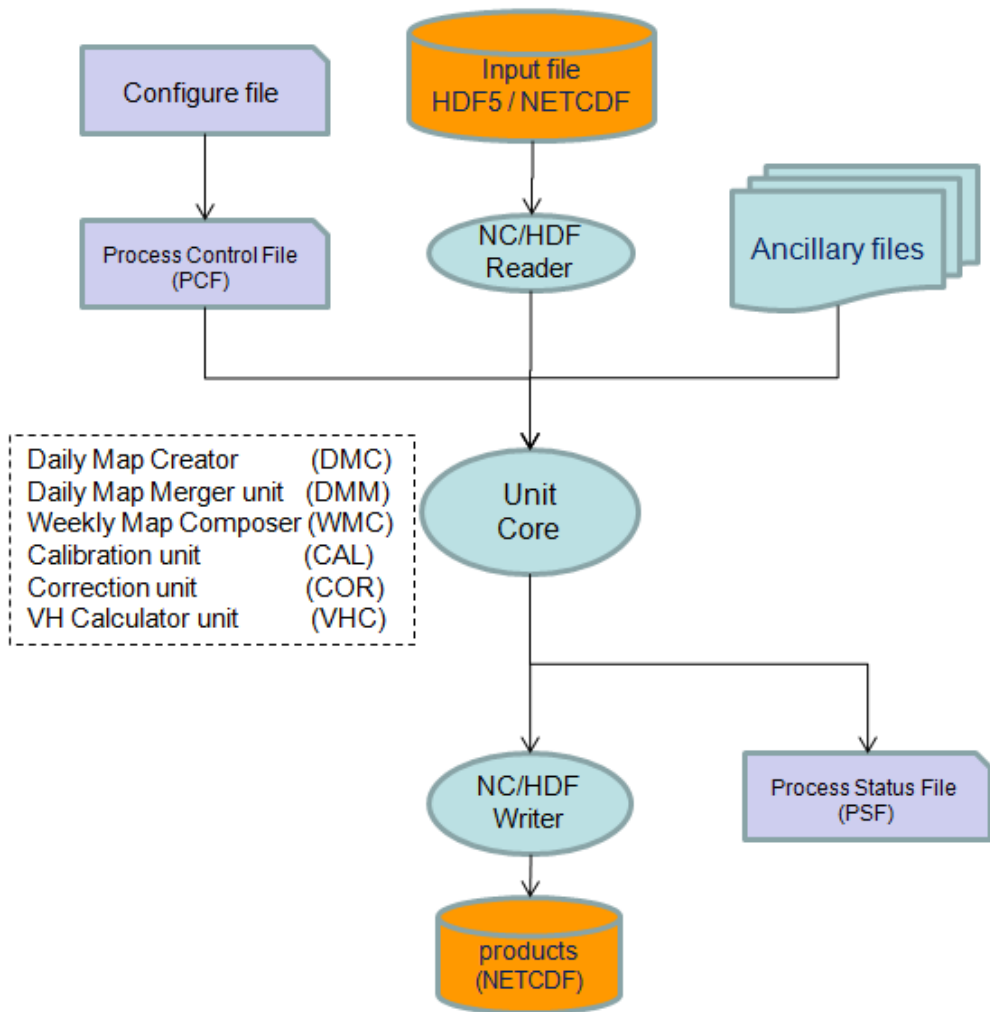 Configure file
Input file
HDF5 / NETCDF
Process Control File
(PCF)
NC/HDF
Reader
Ancillary files
Daily Map Creator (DMC)
Daily Map Merger unit (DMM)
Weekly Map Composer (WMC)
Calibration unit (CAL)
Correction unit (COR)
VH Calculator unit (VHC)
Unit
Core
NC/HDF
Writer
Process Status File
(PSF)
products
(NETCDF)